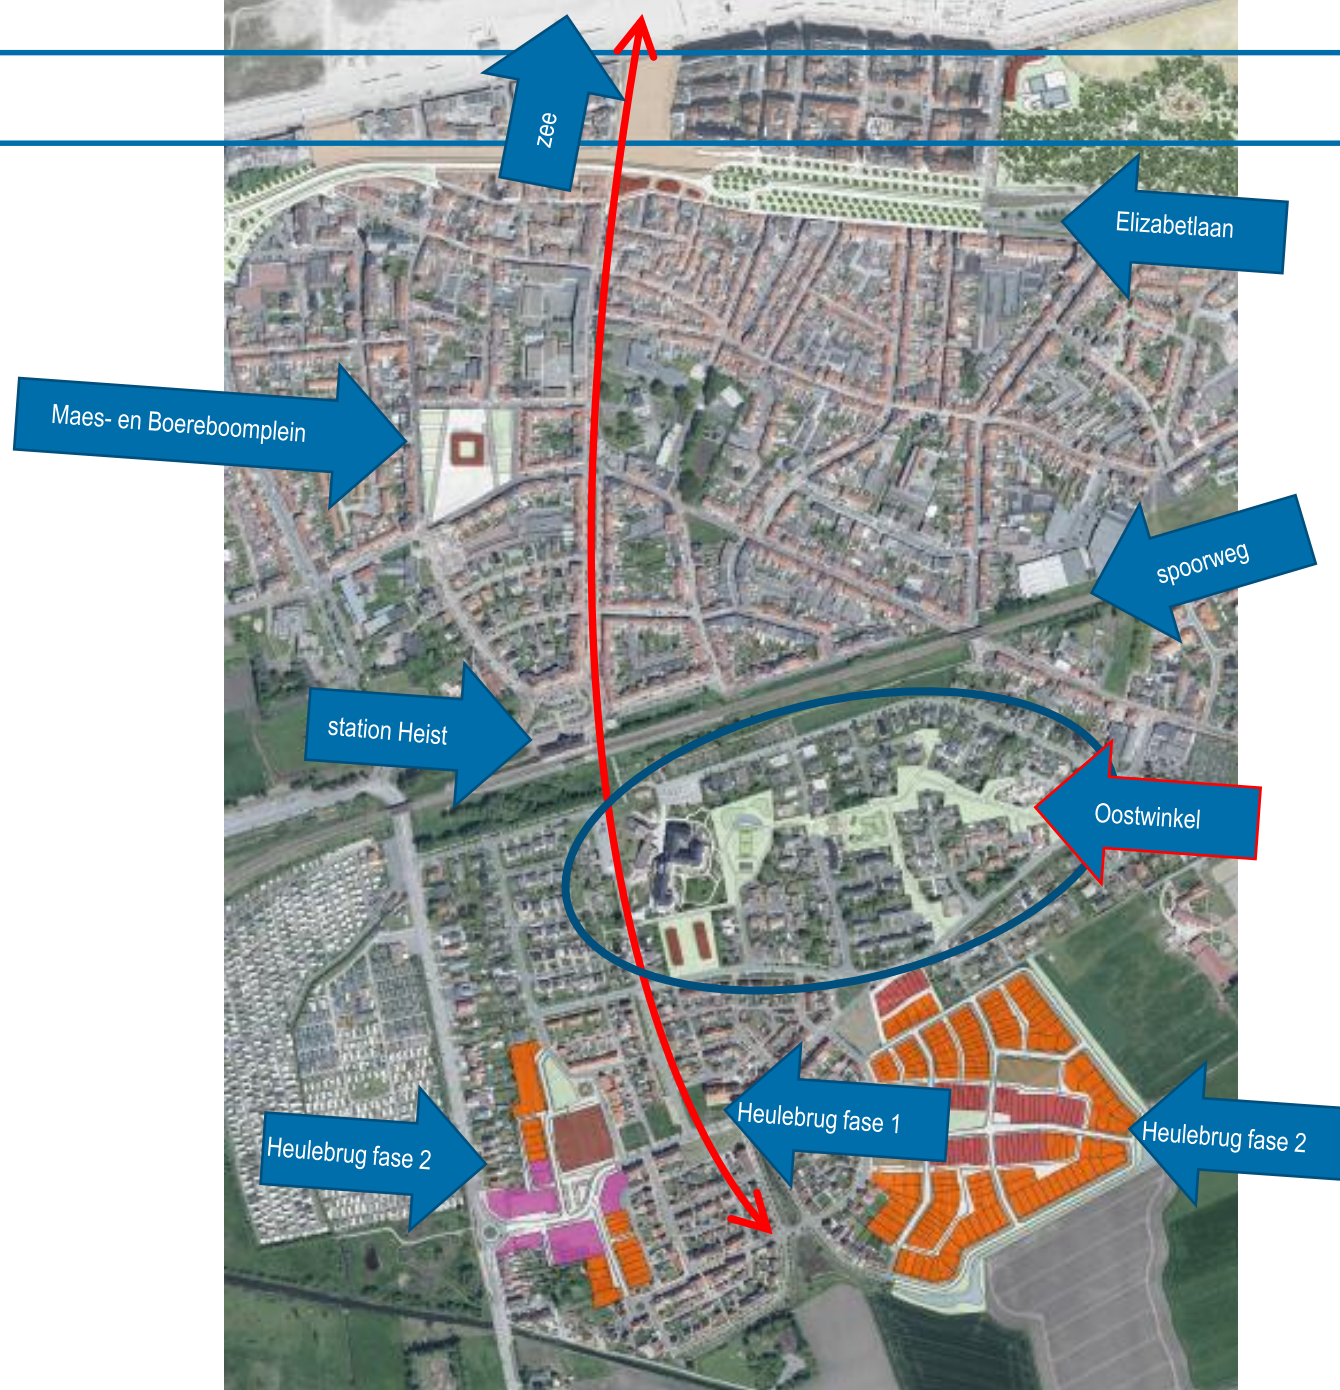 zee
Elizabetlaan
Maes- en Boereboomplein
spoorweg
station Heist
Oostwinkel
Heulebrug fase 1
Heulebrug fase 2
Heulebrug fase 2